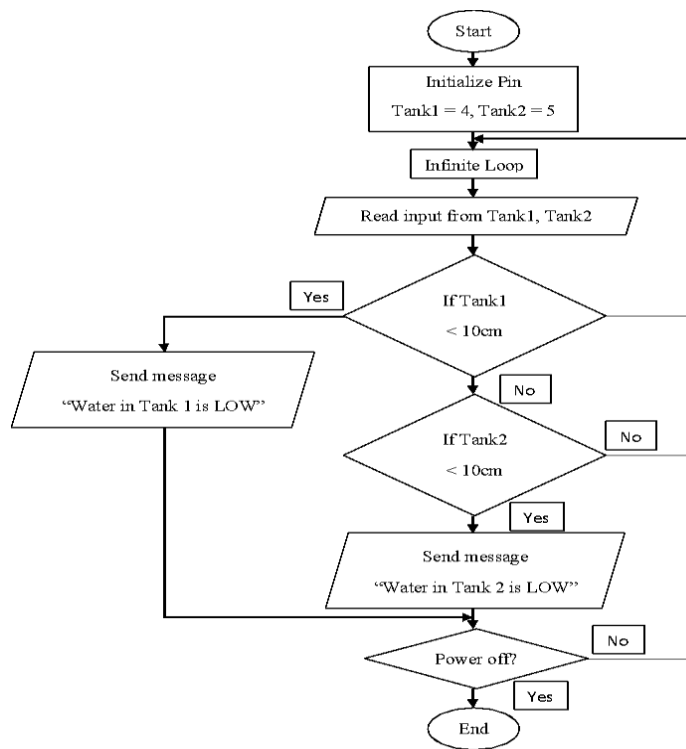 Start
Initialize Pin
Tank1 = 4, Tank2 = 5
Infinite Loop
Read input from Tank1, Tank2
Yes
If Tank1
< 10cm
Send message
“Water in Tank 1 is LOW”
No
If Tank2
< 10cm
No
Yes
Send message
“Water in Tank 2 is LOW”
Power off?
No
Yes
End